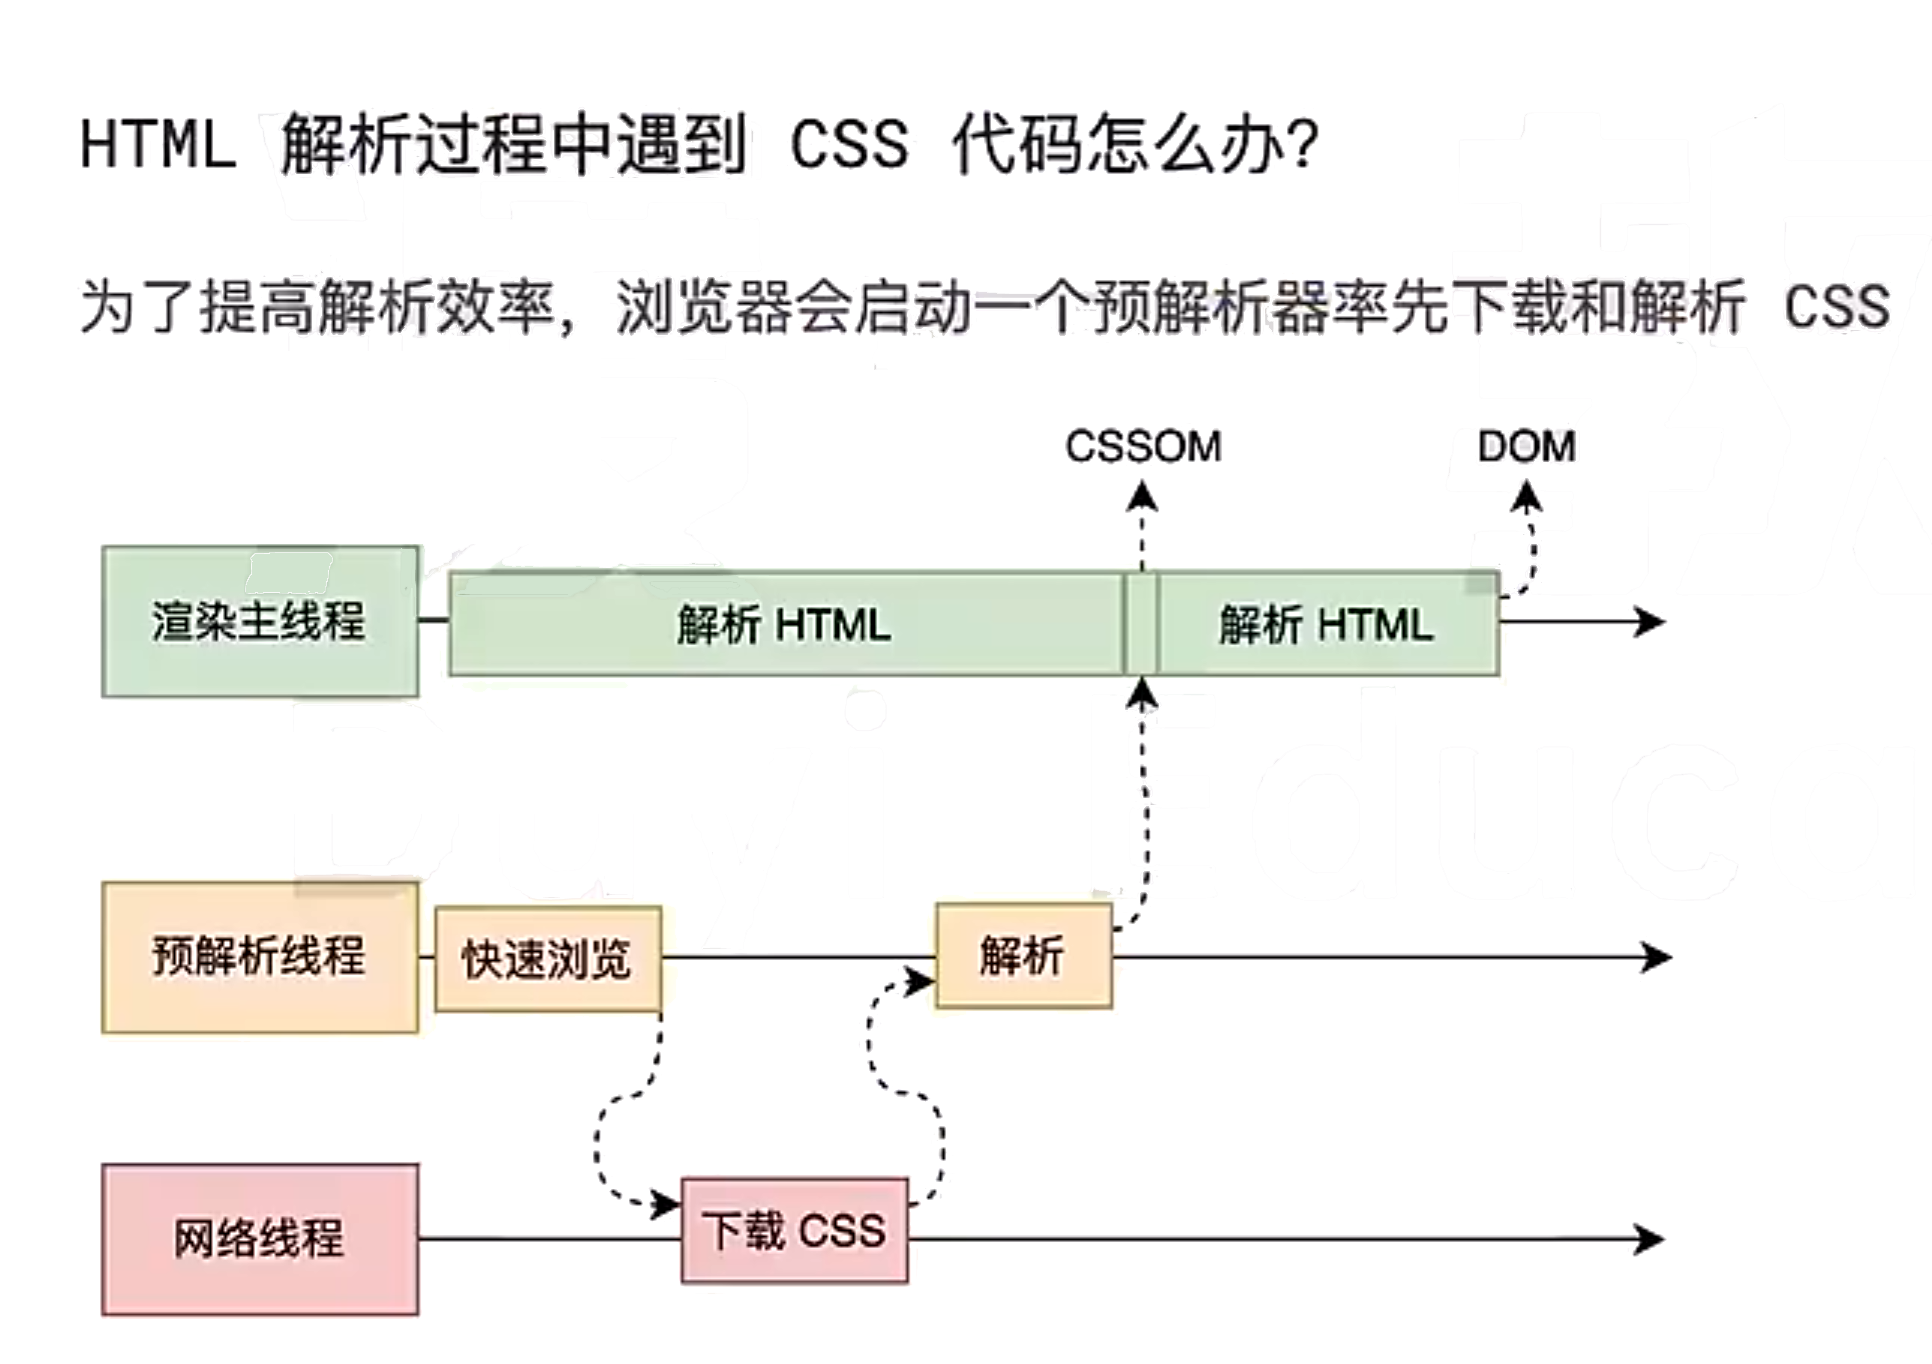 HTML 解析过程中遇到 CSS 代码怎么办?
为了提高解析效率，浏览器会启动一个预解析器率先下载和解析 CSS
CSSOM
DOM
渲染主线程
解析 HTML
解析 HTML
预解析线程
快速浏览
解析
网络线程
下载 CSS